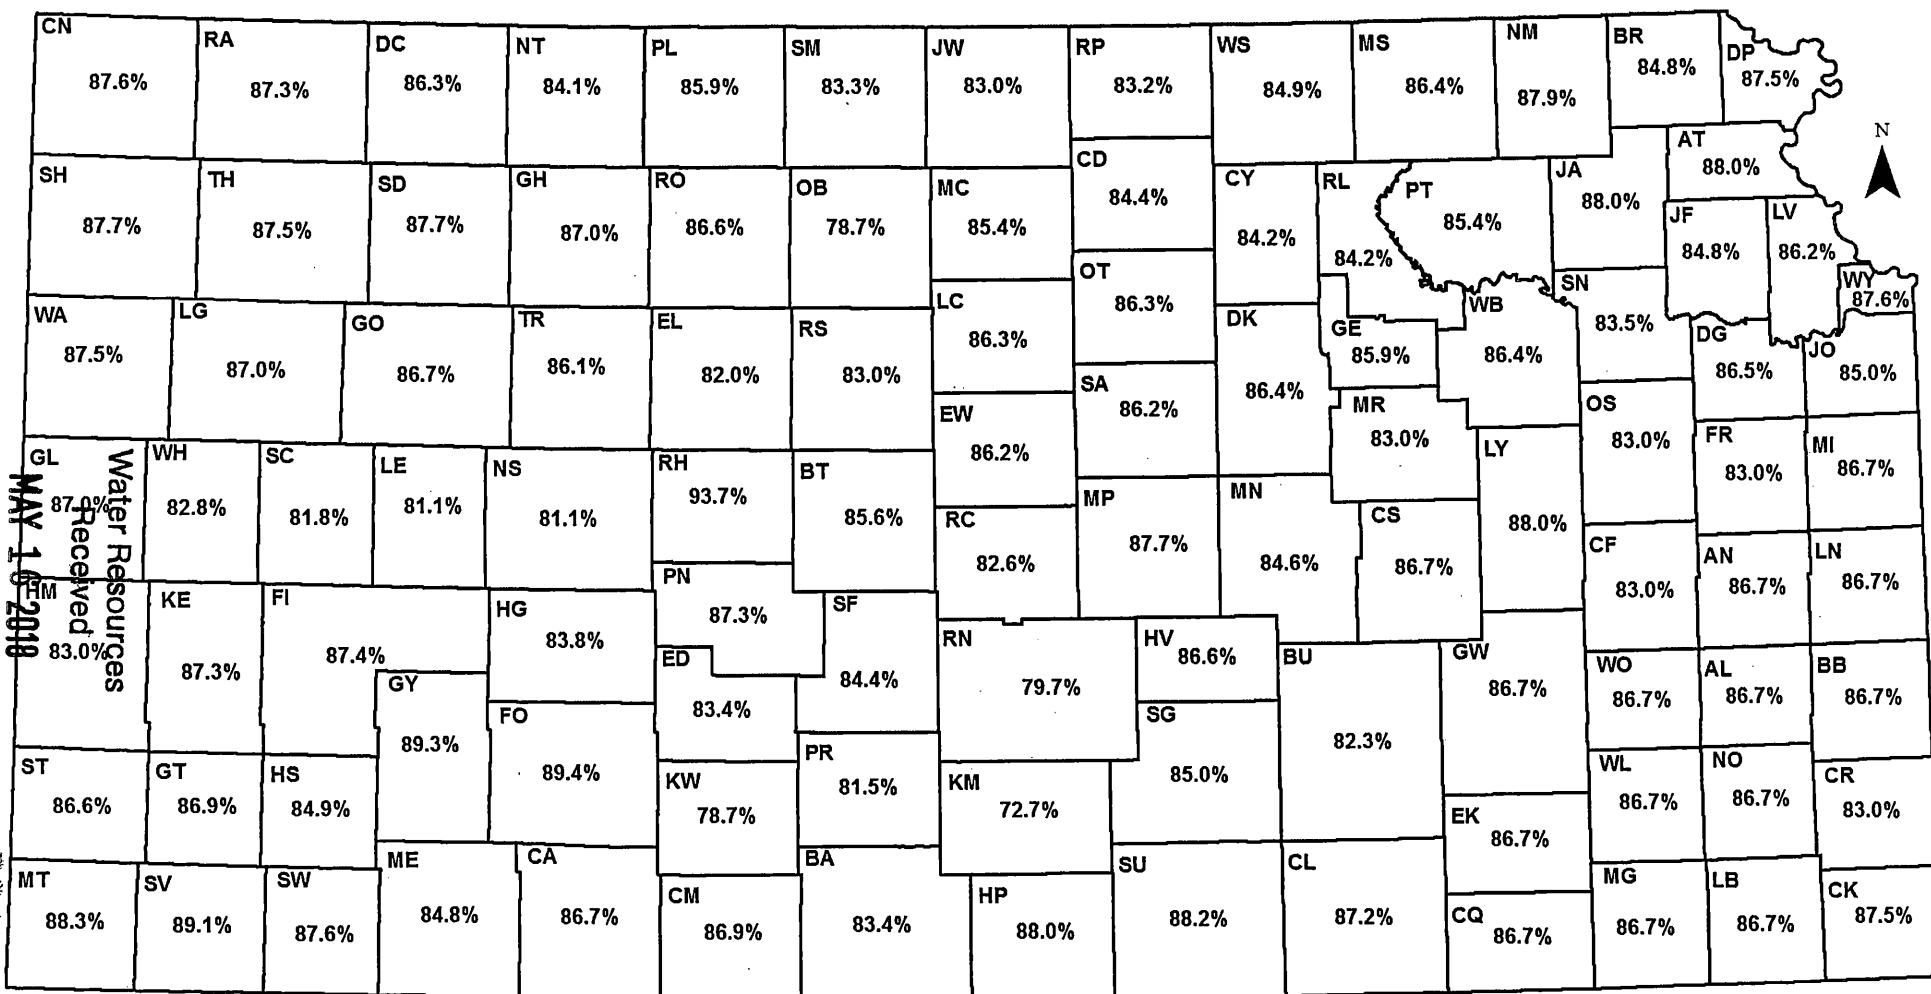 CN 87.6%
RA 87.3%
DC 86.3%
NT 84.1%
PL 85.9%
SM 83.3%
JW 83.0%
RP 83.2%
WS 84.9%
MS 86.4%
NM 87.9%
BR 84.8%
DP 87.5%
N
SH 87.7%
TH 87.5%
SD 87.7%
GH 87.0%
RO 86.6%
OB 78.7%
MC 85.4%
CD 84.4%
CY 84.2%
RL 84.2%
PT 85.4%
JA 88.0%
AT 88.0%
JF 84.8%
LV 86.2%
WY 87.6%
WA 87.5%
LG 87.0%
GO 86.7%
TR 86.1%
EL 82.0%
RS 83.0%
LC 86.3%
OT 86.3%
DK 86.4%
GE 85.9%
WB 86.4%
SN 83.5%
DG 86.5%
JO 85.0%
EW 86.2%
SA 86.2%
MR 83.0%
LY 88.0%
OS 83.0%
FR 83.0%
MI 86.7%
GL 87.0%
WH 82.8%
SC 81.8%
LE 81.1%
NS 81.1%
RH 93.7%
BT 85.6%
RC 82.6%
MP 87.7%
MN 84.6%
CS 86.7%
CF 83.0%
AN 86.7%
LN 86.7%
Water Resources
Received
MAY 16 2018
HM 83.0%
KE 87.3%
FI 87.4%
HG 83.8%
PN 87.3%
SF 84.4%
ED 83.4%
GY 89.3%
FO 89.4%
RN 79.7%
HV 86.6%
BU 82.3%
GW 86.7%
WO 86.7%
AL 86.7%
BB 86.7%
SG 85.0%
ST 86.6%
GT 86.9%
HS 84.9%
KW 78.7%
PR 81.5%
KM 72.7%
EK 86.7%
WL 86.7%
NO 86.7%
CR 83.0%
MT 88.3%
SV 89.1%
SW 87.6%
ME 84.8%
CA 86.7%
CM 86.9%
BA 83.4%
HP 88.0%
SU 88.2%
CL 87.2%
CQ 86.7%
MG 86.7%
LB 86.7%
CK 87.5%